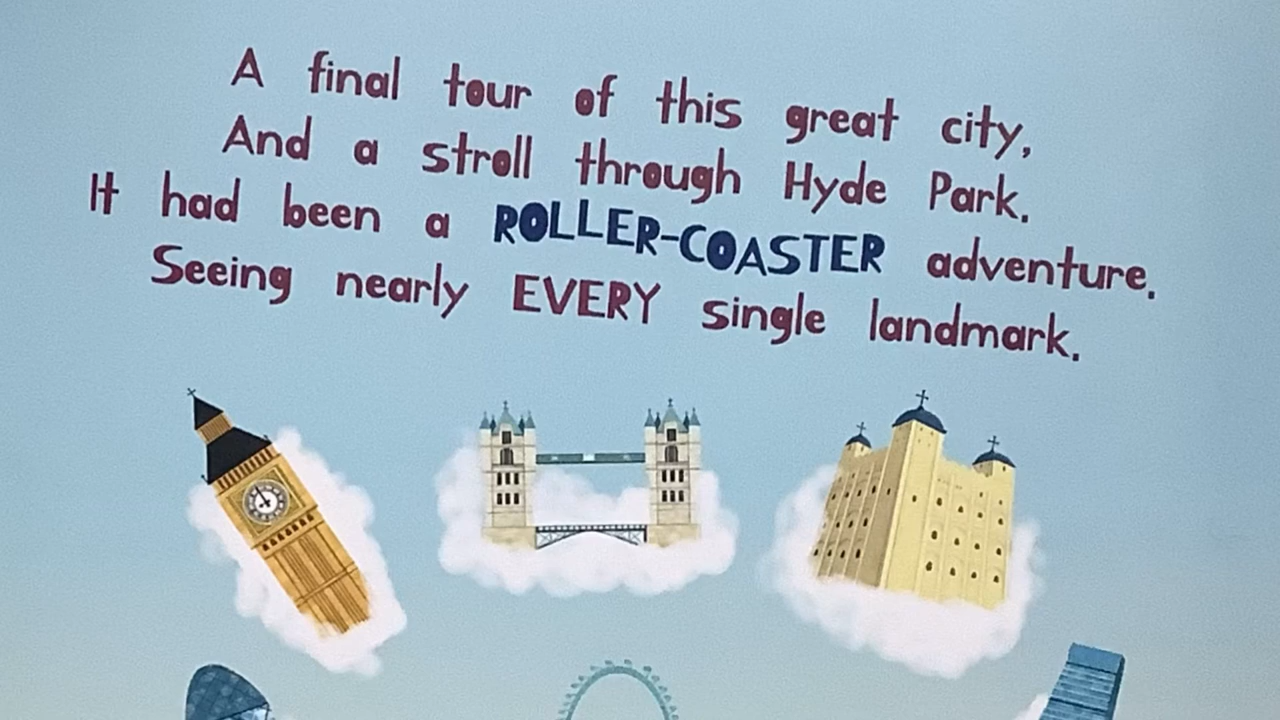 A final tour of this great city,
And a stroll through Hyde Park.
It had been a ROLLER-COASTER adventure.
Seeing nearly EVERY single landmark.